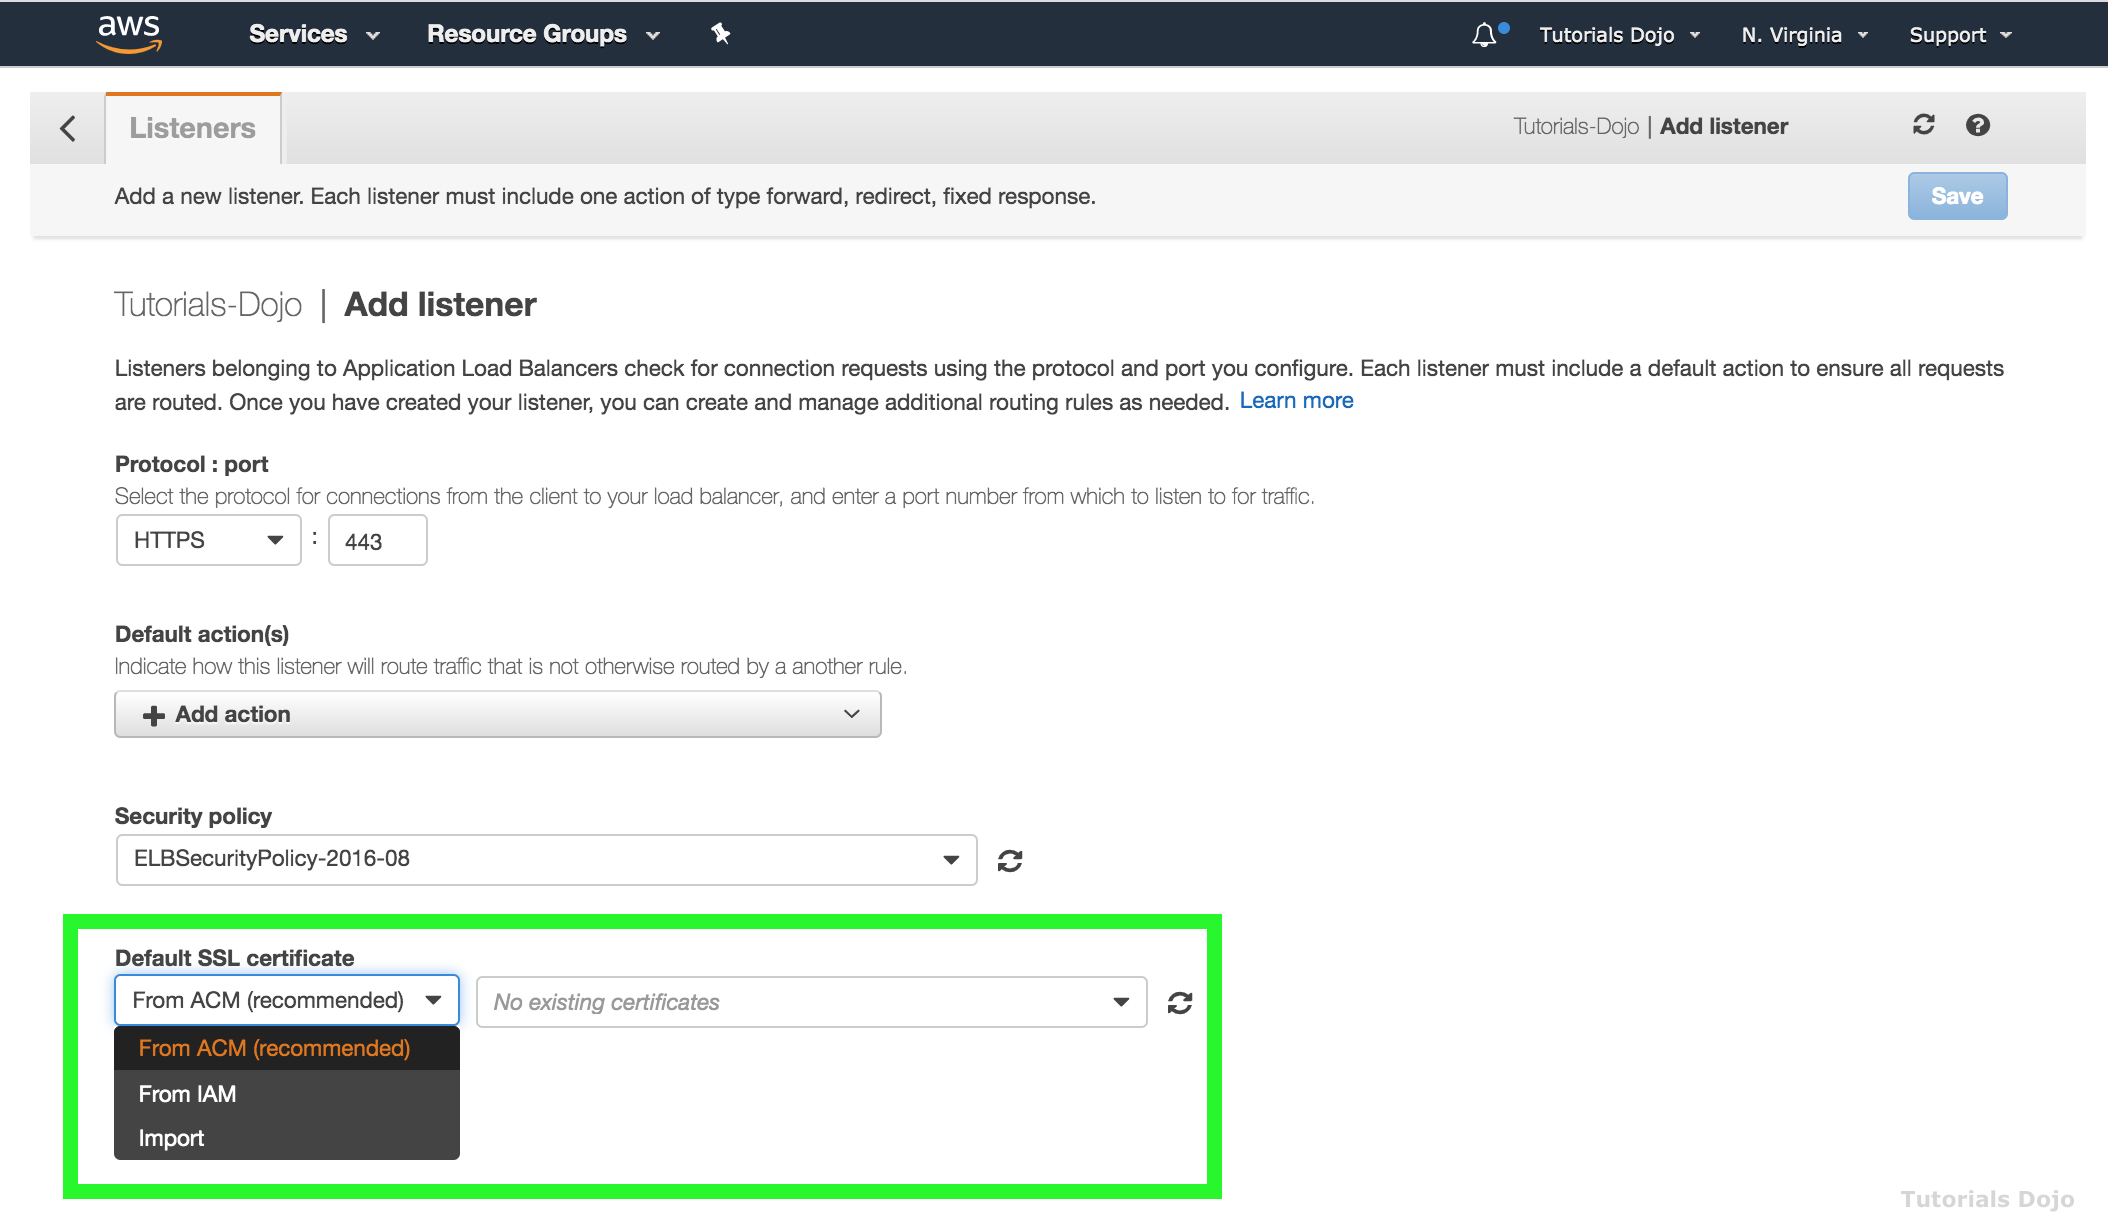 aws Services Resource Groups Tutorials Dojo N. Virginia Support
Listeners Tutorials-Dojo | Add listener
Add a new listener. Each listener must include one action of type forward, redirect, fixed response. Save
Tutorials-Dojo | Add listener
Listeners belonging to Application Load Balancers check for connection requests using the protocol and port you configure. Each listener must include a default action to ensure all requests
are routed. Once you have created your listener, you can create and manage additional routing rules as needed. Learn more
Protocol : port
Select the protocol for connections from the client to your load balancer, and enter a port number from which to listen to for traffic.
HTTPS : 443
Default action(s)
Indicate how this listener will route traffic that is not otherwise routed by a another rule.
Add action
Security policy
ELBSecurityPolicy-2016-08
Default SSL certificate
From ACM (recommended) No existing certificates
From ACM (recommended)
From IAM
Import
Tutorials Dojo